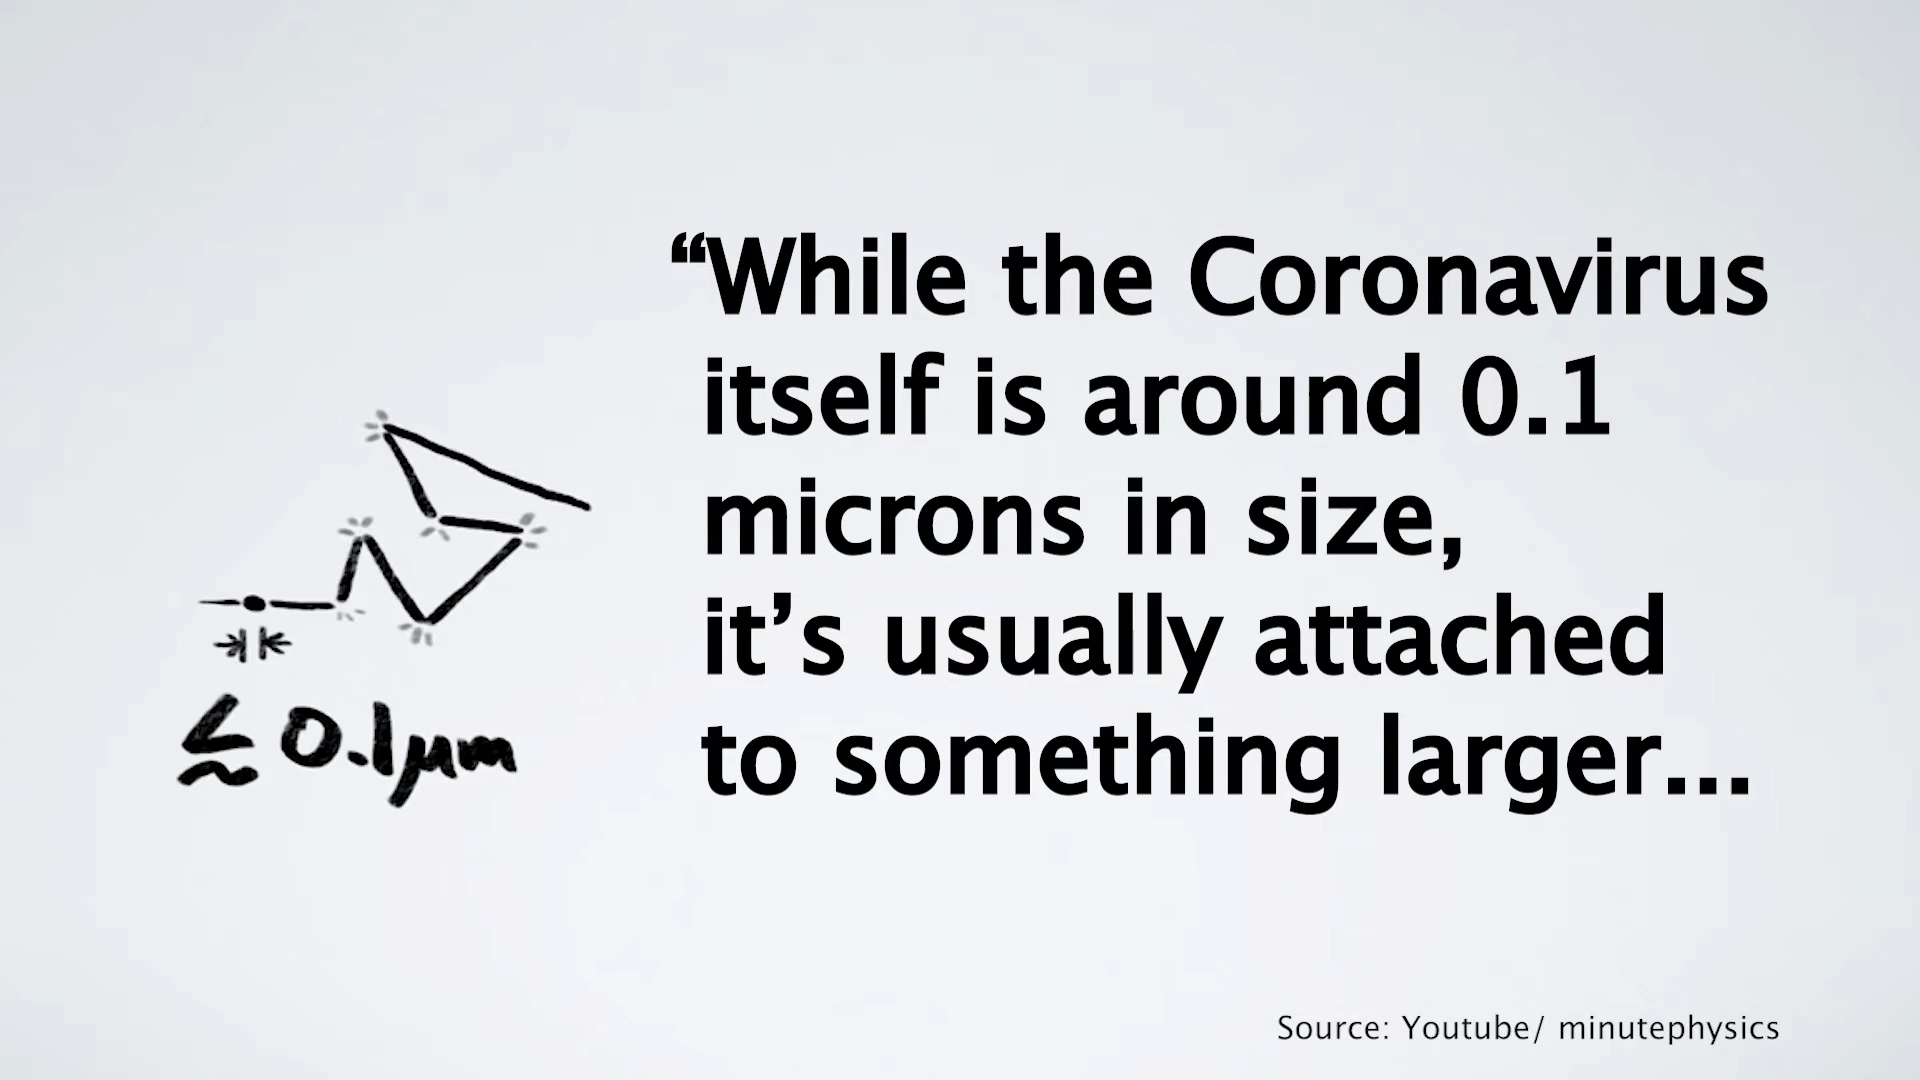 “While the Coronavirus
itself is around 0.1
microns in size,
it’s usually attached
to something larger...
≲ 0.1μm
Source: Youtube/ minutephysics